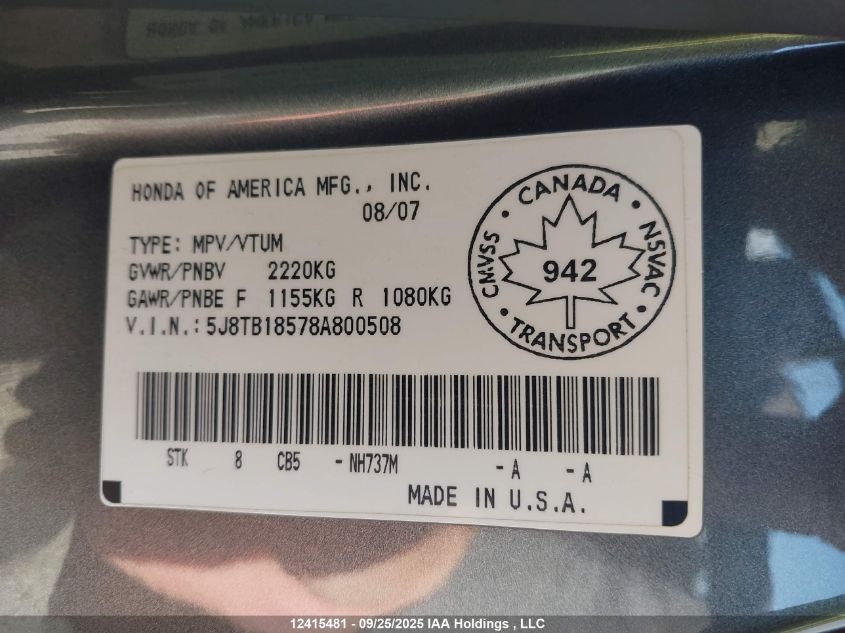 HONDA OF AMERICA MFG., INC.
08/07
TYPE: MPV/VTUM
GVWR/PNBV 2220KG
GAWR/PNBE F 1155KG R 1080KG
V.I.N.: 5J8TB18578A800508
CMVSS · CANADA · NSVAC · TRANSPORT ·
942
STK 8 CB5 - NH737M - A - A
MADE IN U.S.A.
12415481 - 09/25/2025 IAA Holdings , LLC